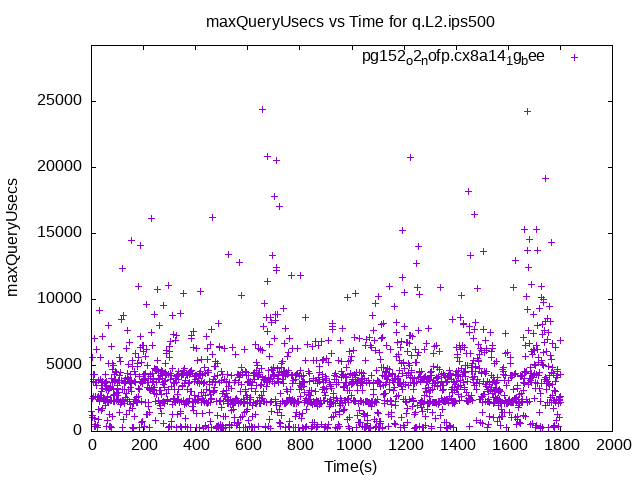 maxQueryUsecs vs Time for q.L2.ips500
pg152o2nofp.cx8a141gbee
25000
20000
15000
10000
5000
0
maxQueryUsecs
0 200 400 600 800 1000 1200 1400 1600 1800 2000
Time(s)